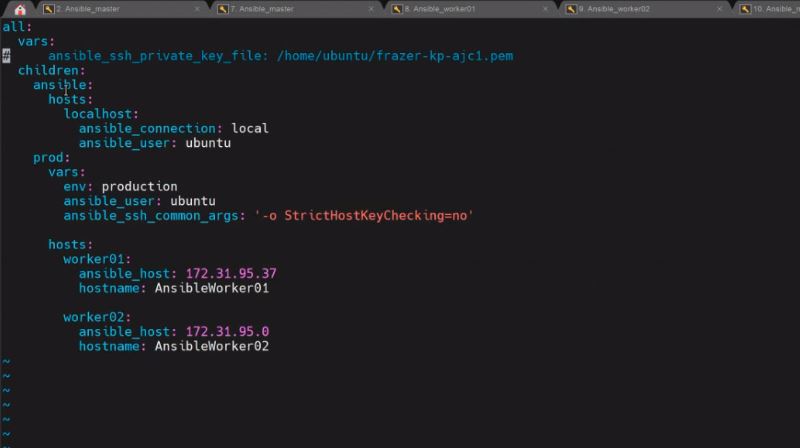 2. Ansible_master
7. Ansible_master
8. Ansible_worker01
9. Ansible_worker02
10. Ansible_mas
all:
  vars:
#     ansible_ssh_private_key_file: /home/ubuntu/frazer-kp-ajc1.pem
  children:
    ansible:
      hosts:
        localhost:
          ansible_connection: local
          ansible_user: ubuntu
    prod:
      vars:
        env: production
        ansible_user: ubuntu
        ansible_ssh_common_args: '-o StrictHostKeyChecking=no'
      hosts:
        worker01:
          ansible_host: 172.31.95.37
          hostname: AnsibleWorker01
        worker02:
          ansible_host: 172.31.95.0
          hostname: AnsibleWorker02
~
~
~
~
~
~